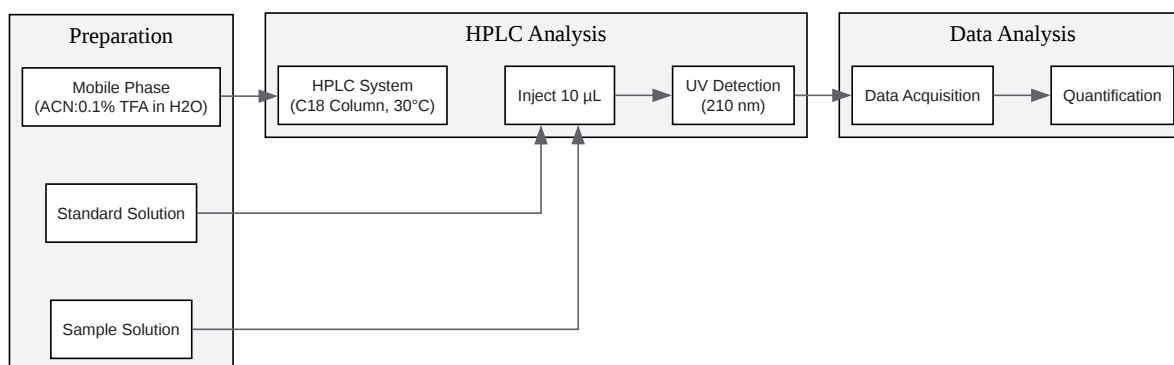 Preparation
Mobile Phase
(ACN:0.1% TFA in H2O)
Standard Solution
Sample Solution
HPLC Analysis
HPLC System
(C18 Column, 30°C)
Inject 10 µL
UV Detection
(210 nm)
Data Analysis
Data Acquisition
Quantification